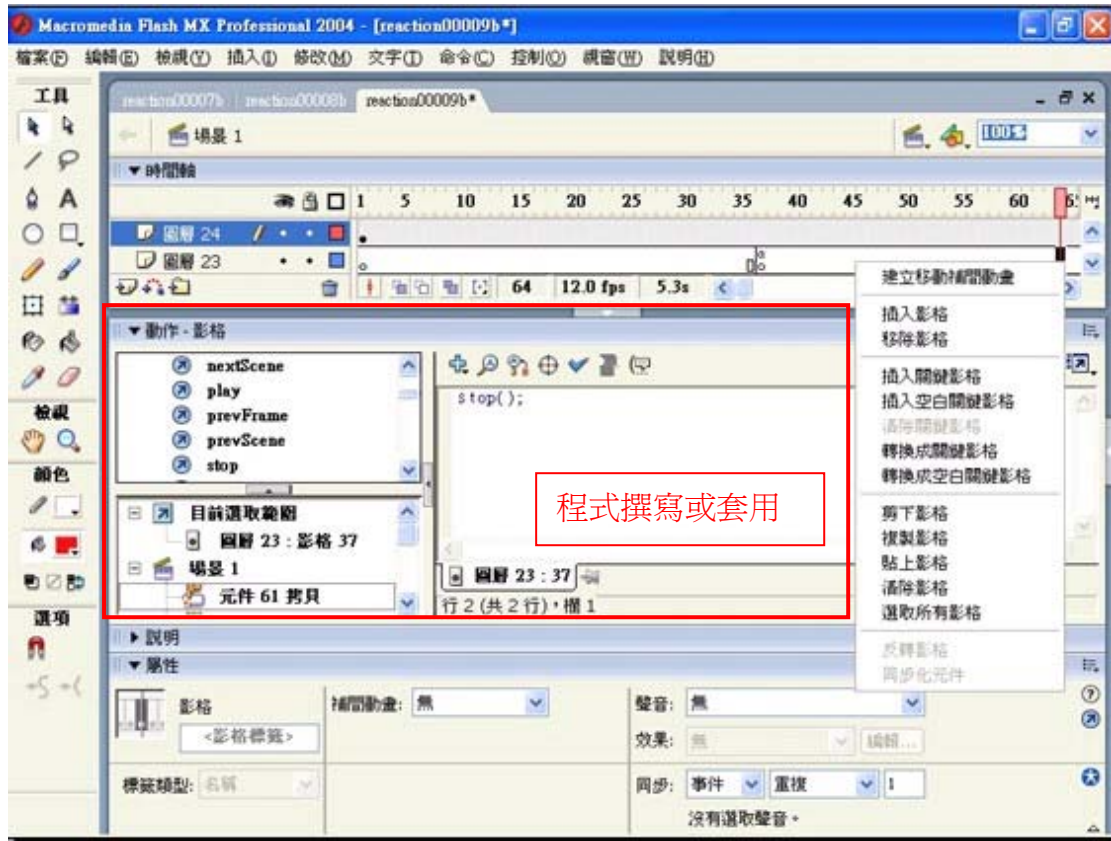 Macromedia Flash MX Professional 2004 - [reaction00009b*]
檔案(F) 編輯(E) 檢視(V) 插入(I) 修改(M) 文字(T) 命令(C) 控制(O) 視窗(W) 說明(H)
工具
reaction00007b reaction00008b reaction00009b*
場景 1
100%
▼時間軸
1 5 10 15 20 25 30 35 40 45 50 55 60
圖層 24
圖層 23
64 12.0 fps 5.3s
建立移動補間動畫
插入影格
移除影格
插入關鍵影格
插入空白關鍵影格
清除關鍵影格
轉換成關鍵影格
轉換成空白關鍵影格
剪下影格
複製影格
貼上影格
清除影格
選取所有影格
反轉影格
同步化元件
▼動作 - 影格
nextScene
play
prevFrame
prevScene
stop
stop();
程式撰寫或套用
目前選取範圍
圖層 23 : 影格 37
場景 1
元件 61 拷貝
圖層 23 : 37
行 2 (共 2 行),欄 1
檢視
顏色
選項
▶說明
▼屬性
影格
<影格標籤>
標籤類型: 名稱
補間動畫: 無
聲音: 無
效果: 無 編輯...
同步: 事件 重複 1
沒有選取聲音。